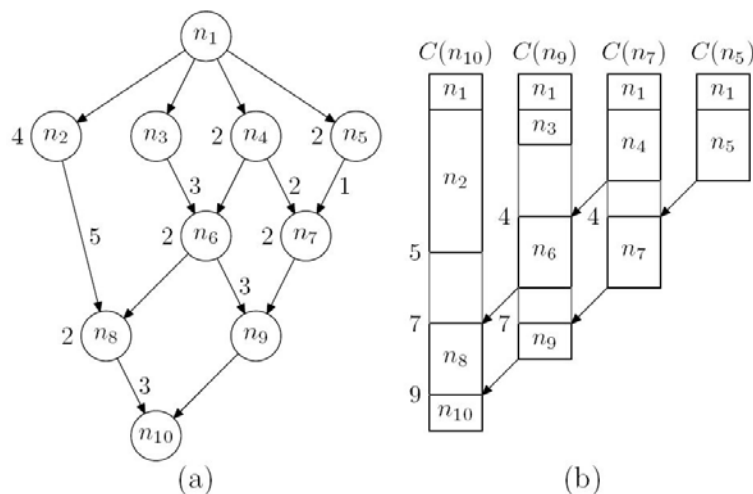 n₁
4 n₂ n₃ 2 n₄ 2 n₅
3 2 1
5 2 n₆ 2 n₇
3
2 n₈ n₉
3
n₁₀
(a)
C(n₁₀) C(n₉) C(n₇) C(n₅)
n₁ n₁ n₁ n₁
n₃
n₂ n₄ n₅
4 4
5 n₆ n₇
7 7
n₈ n₉
9
n₁₀
(b)